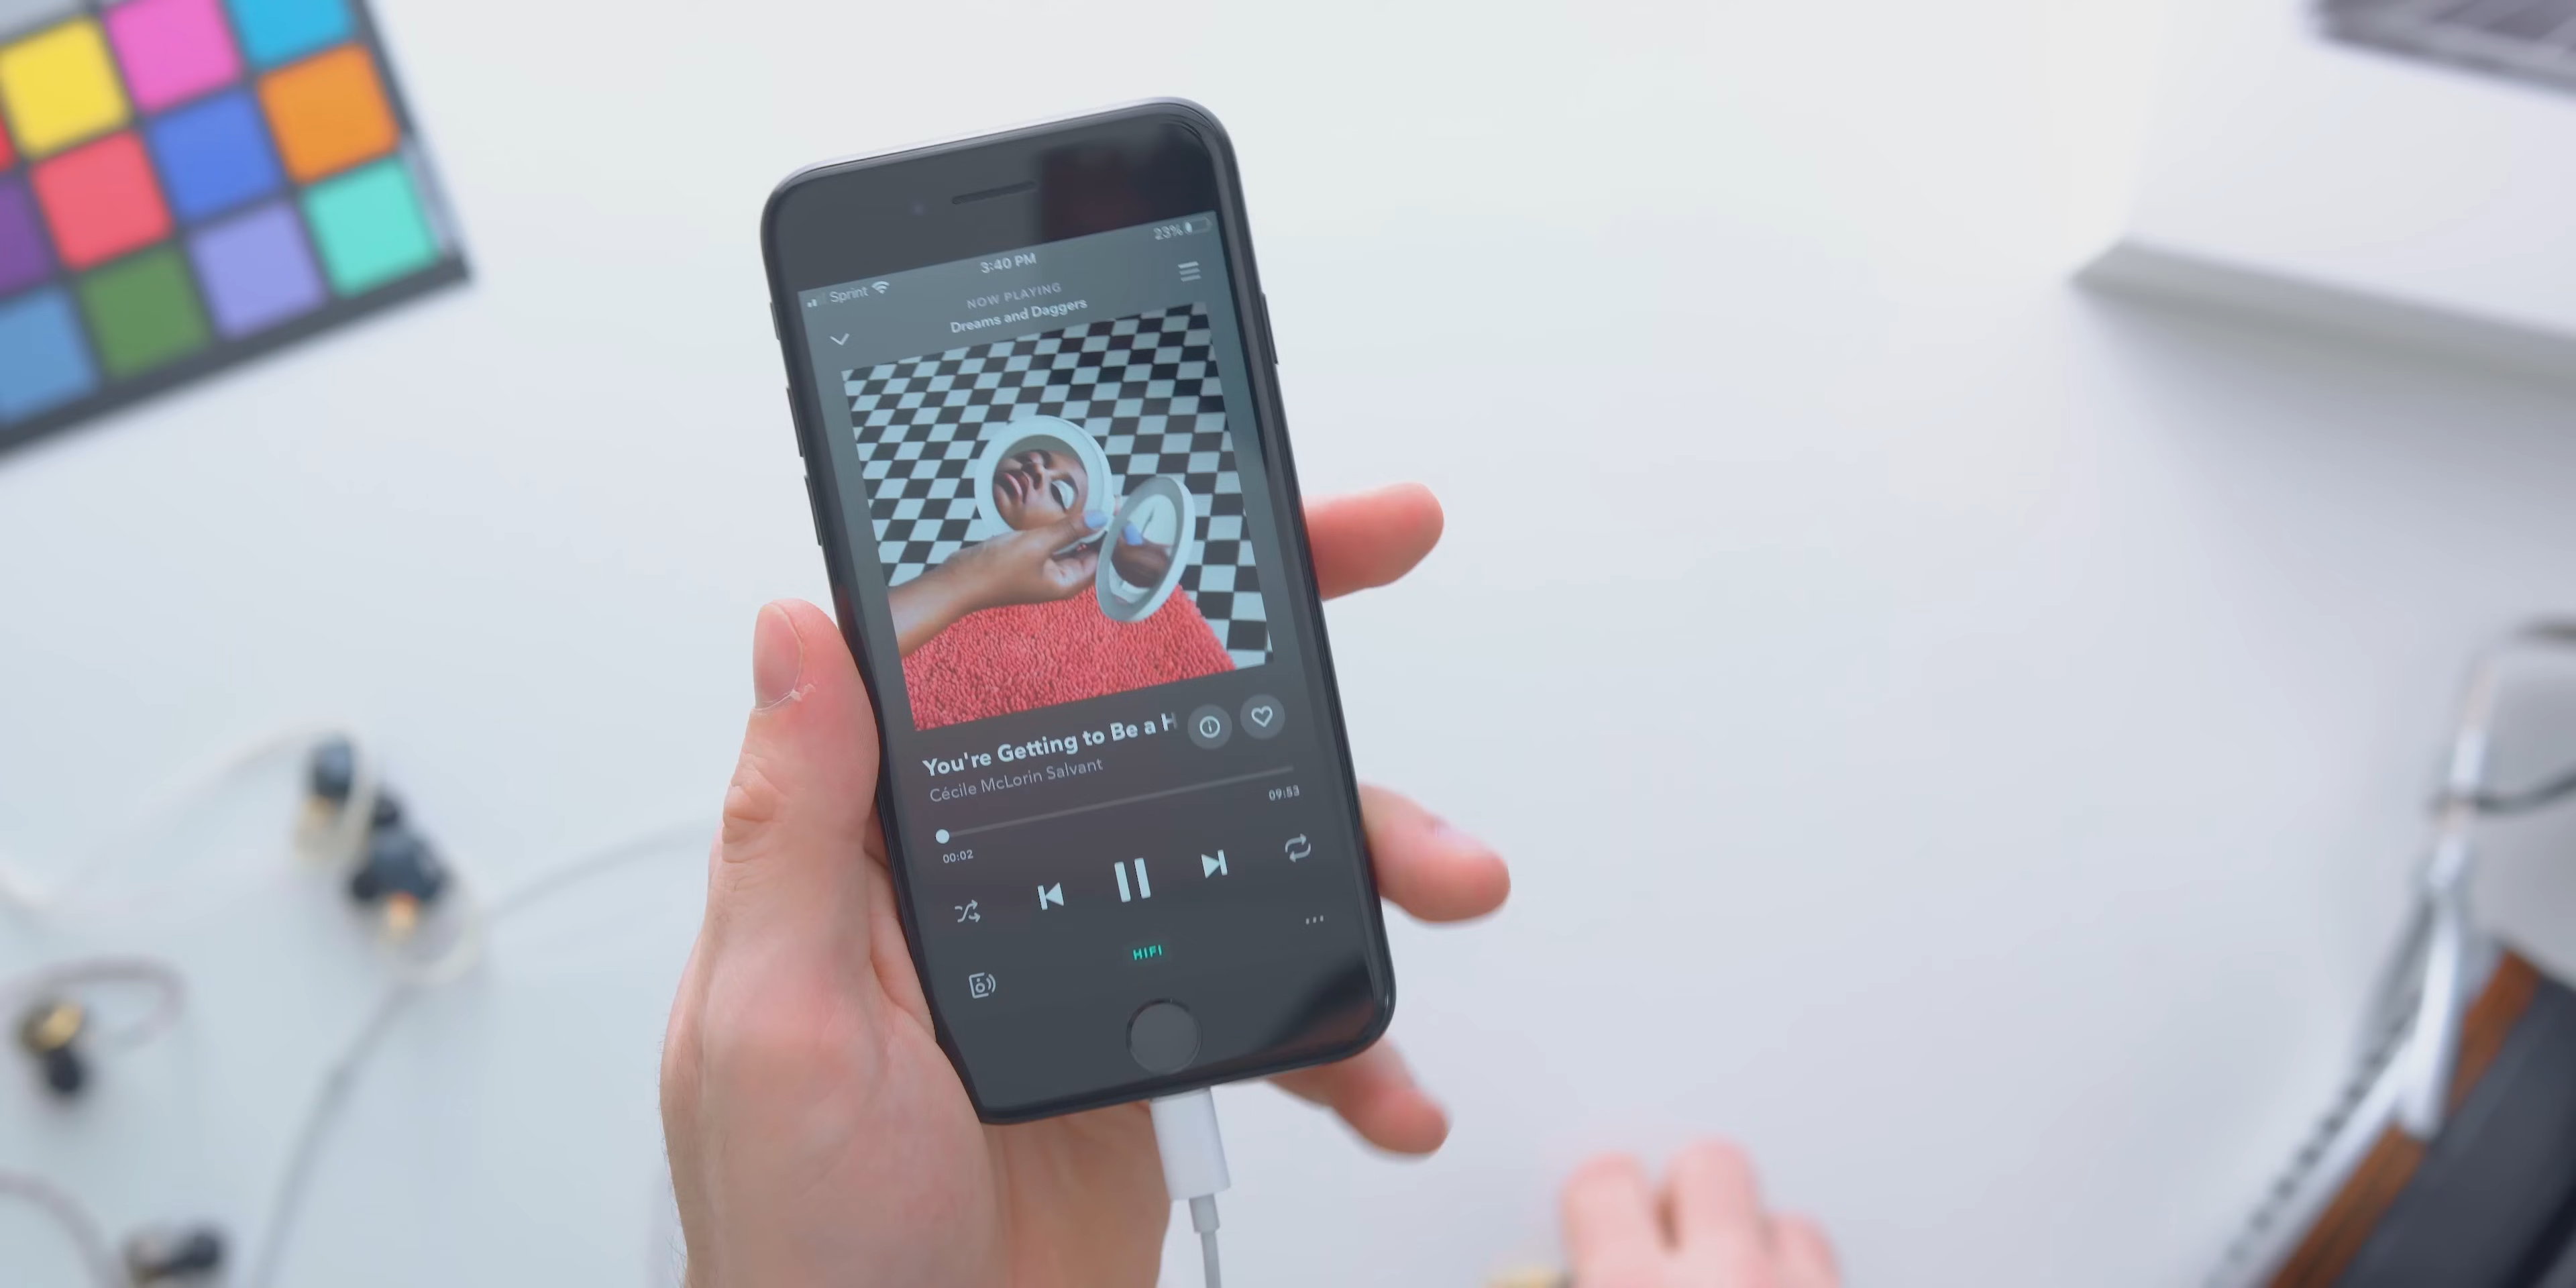 Sprint 3:40 PM 23%
NOW PLAYING
Dreams and Daggers
You're Getting to Be a H
Cécile McLorin Salvant
00:02 09:53
HIFI